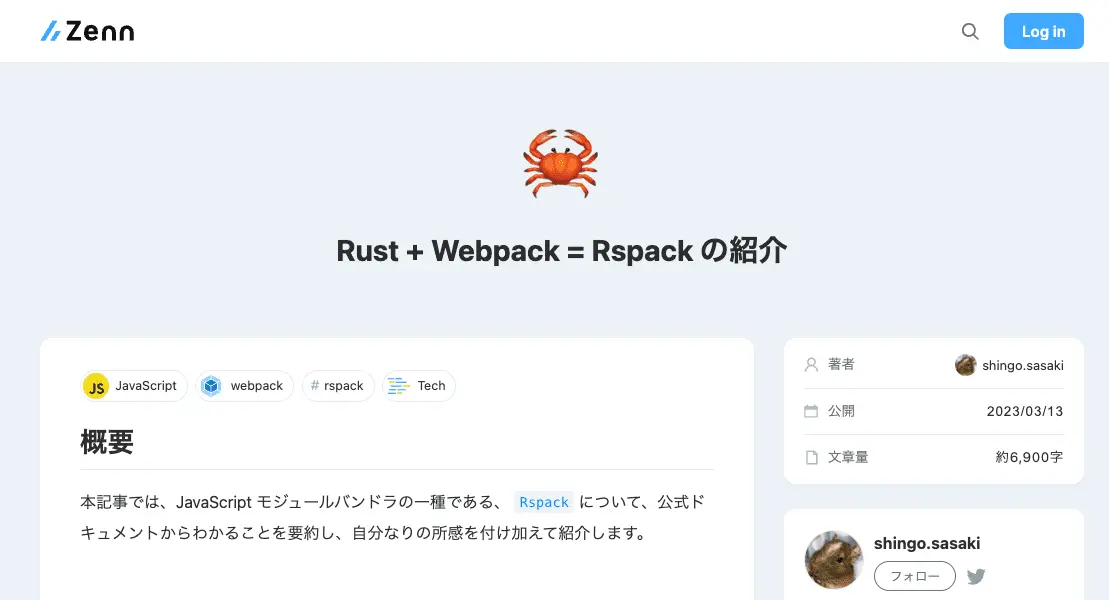 Zenn
Log in
Rust + Webpack = Rspack の紹介
JS JavaScript
webpack
# rspack
Tech
概要
本記事では、JavaScript モジュールバンドラの一種である、 Rspack について、公式ド
キュメントからわかることを要約し、自分なりの所感を付け加えて紹介します。
著者 shingo.sasaki
公開 2023/03/13
文章量 約6,900字
shingo.sasaki
フォロー